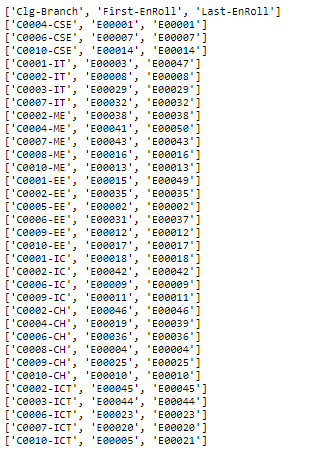 ['Clg-Branch', 'First-EnRoll', 'Last-EnRoll']
['C0004-CSE', 'E00001', 'E00001']
['C0006-CSE', 'E00007', 'E00007']
['C0010-CSE', 'E00014', 'E00014']
['C0001-IT', 'E00003', 'E00047']
['C0002-IT', 'E00008', 'E00008']
['C0003-IT', 'E00029', 'E00029']
['C0007-IT', 'E00032', 'E00032']
['C0002-ME', 'E00038', 'E00038']
['C0004-ME', 'E00041', 'E00050']
['C0007-ME', 'E00043', 'E00043']
['C0008-ME', 'E00016', 'E00016']
['C0010-ME', 'E00013', 'E00013']
['C0001-EE', 'E00015', 'E00049']
['C0002-EE', 'E00035', 'E00035']
['C0005-EE', 'E00002', 'E00002']
['C0006-EE', 'E00031', 'E00037']
['C0009-EE', 'E00012', 'E00012']
['C0010-EE', 'E00017', 'E00017']
['C0001-IC', 'E00018', 'E00018']
['C0002-IC', 'E00042', 'E00042']
['C0006-IC', 'E00009', 'E00009']
['C0009-IC', 'E00011', 'E00011']
['C0002-CH', 'E00046', 'E00046']
['C0004-CH', 'E00019', 'E00039']
['C0006-CH', 'E00036', 'E00036']
['C0008-CH', 'E00004', 'E00004']
['C0009-CH', 'E00025', 'E00025']
['C0010-CH', 'E00010', 'E00010']
['C0002-ICT', 'E00045', 'E00045']
['C0003-ICT', 'E00044', 'E00044']
['C0006-ICT', 'E00023', 'E00023']
['C0007-ICT', 'E00020', 'E00020']
['C0010-ICT', 'E00005', 'E00021']